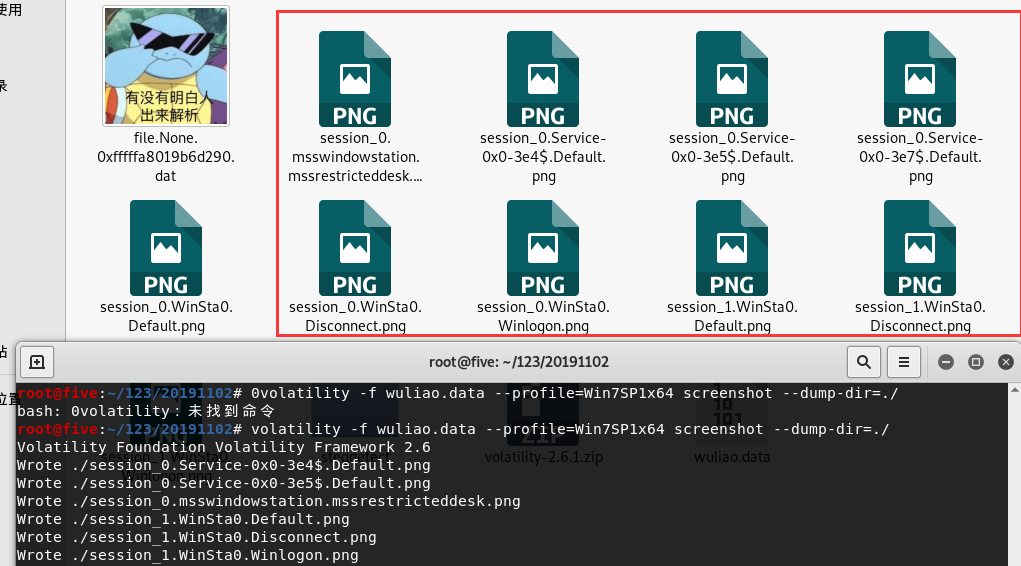 使用
录
站
位置
有没有明白人
出来解析
file.None.
0xfffffa8019b6d290.
dat
PNG
session_0.
msswindowstation.
mssrestricteddesk....
PNG
session_0.Service-
0x0-3e4$.Default.
png
PNG
session_0.Service-
0x0-3e5$.Default.
png
PNG
session_0.Service-
0x0-3e7$.Default.
png
PNG
session_0.WinSta0.
Default.png
PNG
session_0.WinSta0.
Disconnect.png
PNG
session_0.WinSta0.
Winlogon.png
PNG
session_1.WinSta0.
Default.png
PNG
session_1.WinSta0.
Disconnect.png
root@five: ~/123/20191102
root@five:~/123/20191102# 0volatility -f wuliao.data --profile=Win7SP1x64 screenshot --dump-dir=./
bash: 0volatility：未找到命令
root@five:~/123/20191102# volatility -f wuliao.data --profile=Win7SP1x64 screenshot --dump-dir=./
Volatility Foundation Volatility Framework 2.6
Wrote ./session_0.Service-0x0-3e4$.Default.png
Wrote ./session_0.Service-0x0-3e5$.Default.png
Wrote ./session_0.msswindowstation.mssrestricteddesk.png
Wrote ./session_1.WinSta0.Default.png
Wrote ./session_1.WinSta0.Disconnect.png
Wrote ./session_1.WinSta0.Winlogon.png
PNG
session_1.WinSta0.
Winlogon.png
stegdetect
ZIP
volatility-2.6.1.zip
wuliao.data